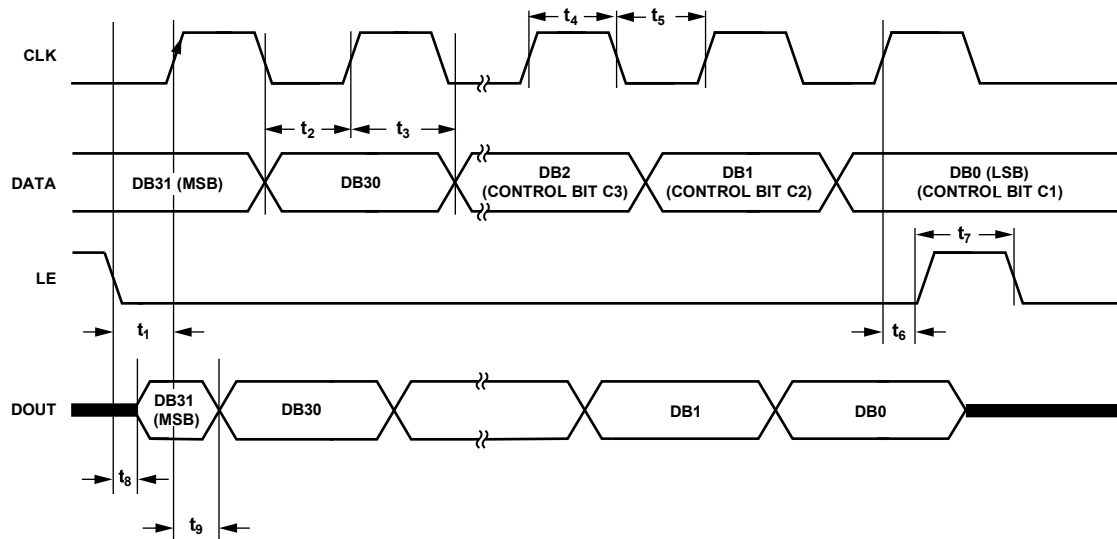 CLK
t4
t5
t2
t3
DATA
DB31 (MSB)
DB30
DB2
(CONTROL BIT C3)
DB1
(CONTROL BIT C2)
DB0 (LSB)
(CONTROL BIT C1)
t7
LE
t1
t6
DOUT
DB31
(MSB)
DB30
DB1
DB0
t8
t9